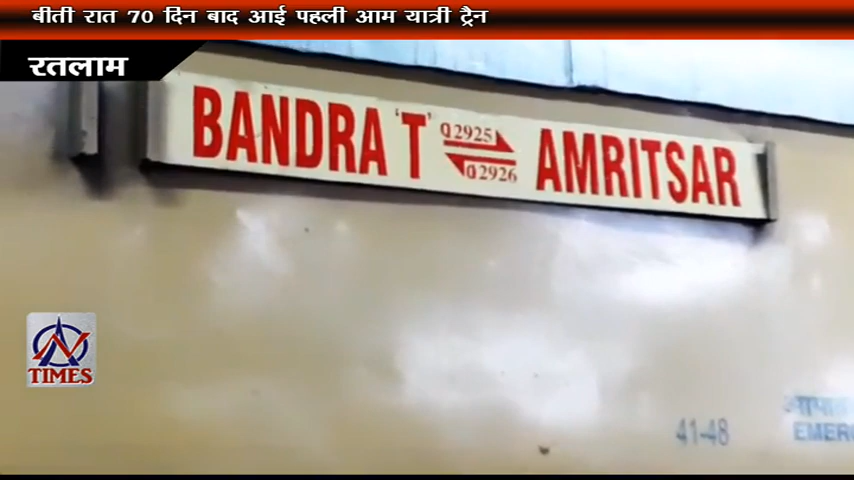 बीती रात 70 दिन बाद आई पहली आम यात्री ट्रैन
रतलाम
BANDRA 'T' 02925 AMRITSAR
02926
TIMES
41-48
EMER